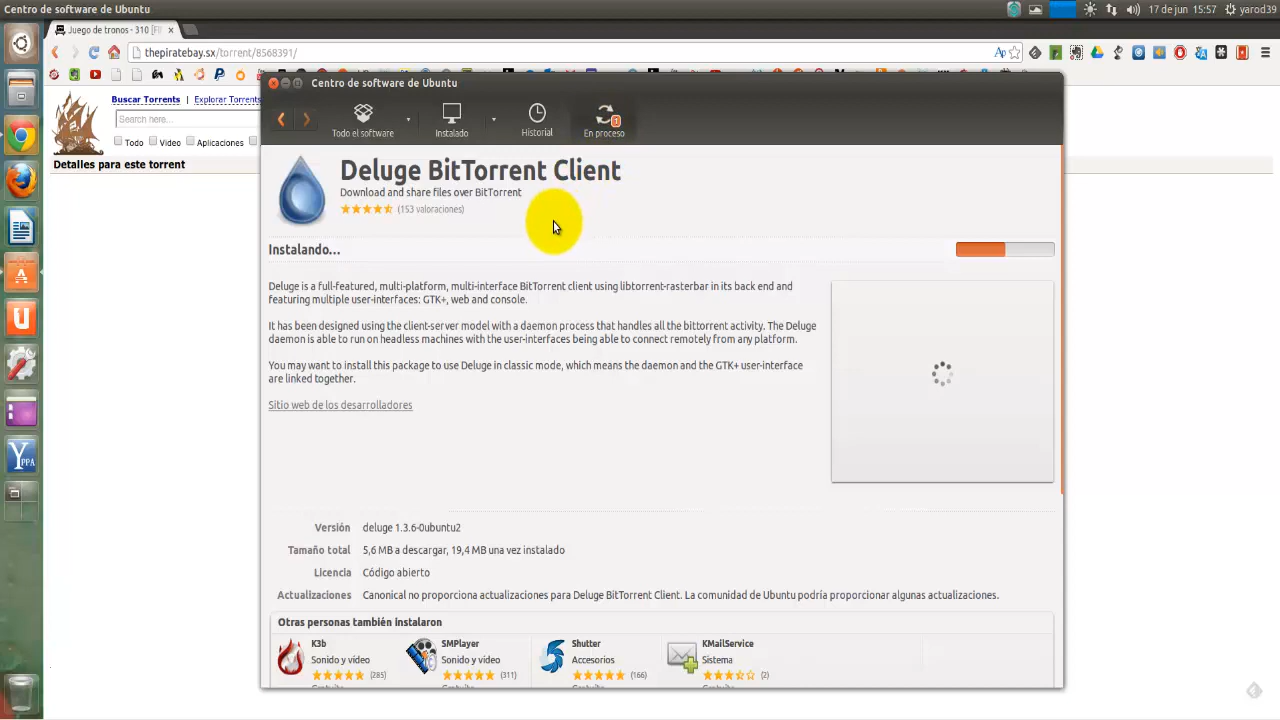 Centro de software de Ubuntu
17 de jun 15:57
yarod39
Juego de tronos - 310 [F
thepiratebay.sx/torrent/8568391/
Buscar Torrents | Explorar Torrents
Search here...
Todo Video Aplicaciones
Detalles para este torrent
Centro de software de Ubuntu
Todo el software
Instalado
Historial
En proceso
Deluge BitTorrent Client
Download and share files over BitTorrent
(153 valoraciones)
Instalando...
Deluge is a full-featured, multi-platform, multi-interface BitTorrent client using libtorrent-rasterbar in its back end and
featuring multiple user-interfaces: GTK+, web and console.
It has been designed using the client-server model with a daemon process that handles all the bittorrent activity. The Deluge
daemon is able to run on headless machines with the user-interfaces being able to connect remotely from any platform.
You may want to install this package to use Deluge in classic mode, which means the daemon and the GTK+ user-interface
are linked together.
Sitio web de los desarrolladores
Versión deluge 1.3.6-0ubuntu2
Tamaño total 5,6 MB a descargar, 19,4 MB una vez instalado
Licencia Código abierto
Actualizaciones Canonical no proporciona actualizaciones para Deluge BitTorrent Client. La comunidad de Ubuntu podría proporcionar algunas actualizaciones.
Otras personas también instalaron
K3b
Sonido y vídeo
(285)
SMPlayer
Sonido y vídeo
(311)
Shutter
Accesorios
(166)
KMailService
Sistema
(2)